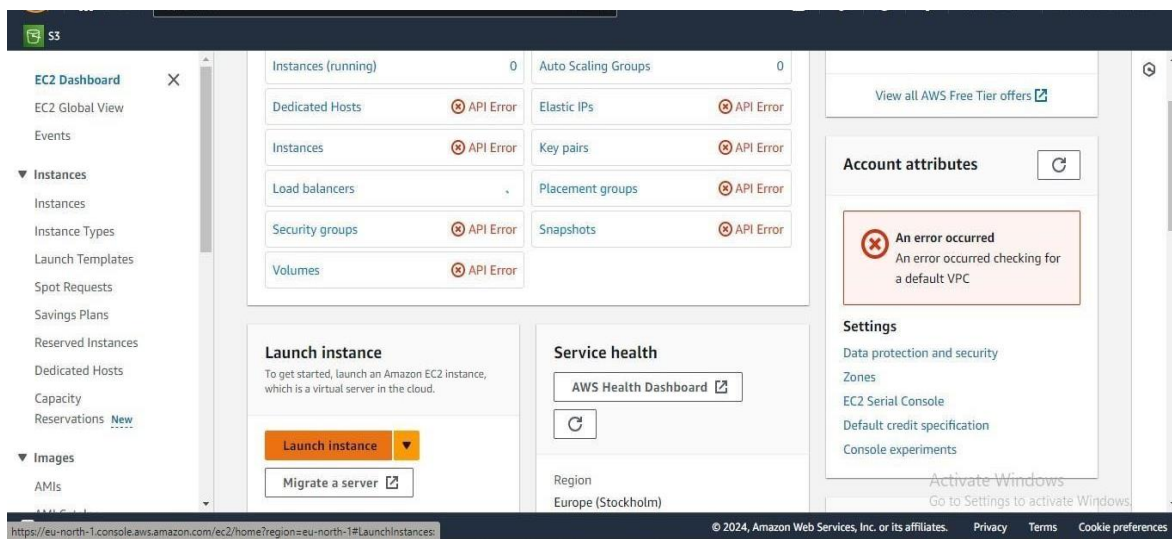 S3
EC2 Dashboard
EC2 Global View
Events
Instances
Instances
Instance Types
Launch Templates
Spot Requests
Savings Plans
Reserved Instances
Dedicated Hosts
Capacity
Reservations New
Images
AMIs
Instances (running) 0
Auto Scaling Groups 0
Dedicated Hosts API Error
Elastic IPs API Error
Instances API Error
Key pairs API Error
Load balancers
Placement groups API Error
Security groups API Error
Snapshots API Error
Volumes API Error
Launch instance
To get started, launch an Amazon EC2 instance,
which is a virtual server in the cloud.
Launch instance
Migrate a server
Service health
AWS Health Dashboard
Region
Europe (Stockholm)
View all AWS Free Tier offers
Account attributes
An error occurred
An error occurred checking for
a default VPC
Settings
Data protection and security
Zones
EC2 Serial Console
Default credit specification
Console experiments
Activate Windows
Go to Settings to activate Windows.
https://eu-north-1.console.aws.amazon.com/ec2/home?region=eu-north-1#LaunchInstances:
© 2024, Amazon Web Services, Inc. or its affiliates. Privacy Terms Cookie preferences